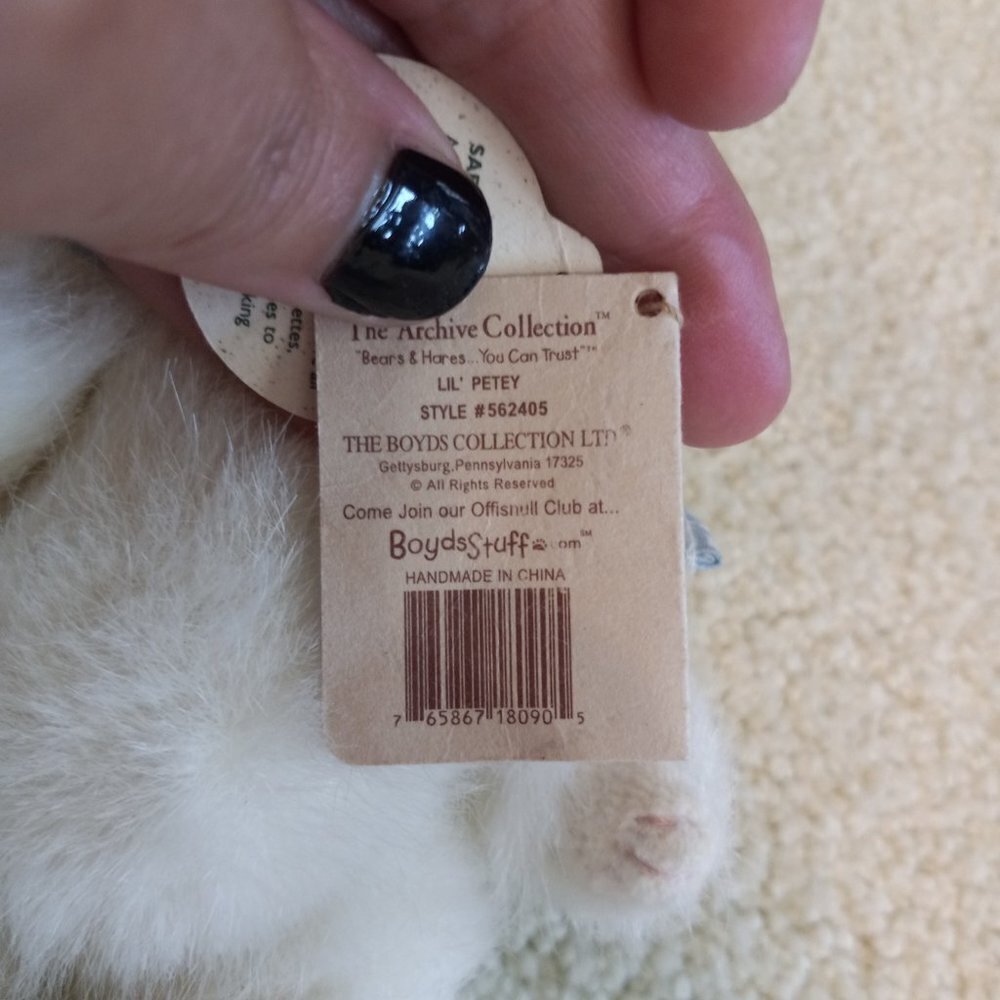 The Archive Collection™
"Bears & Hares...You Can Trust"™
LIL' PETEY
STYLE #562405
THE BOYDS COLLECTION LTD®
Gettysburg,Pennsylvania 17325
© All Rights Reserved
Come Join our Offisnull Club at...
BoydsStuff.com℠
HANDMADE IN CHINA
7 65867 18090 5